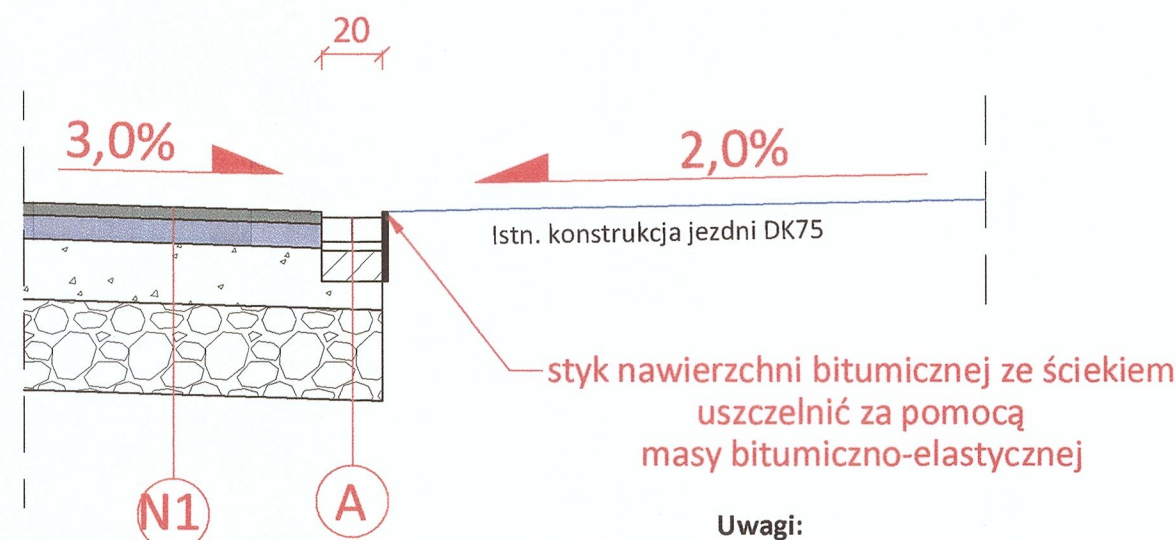 20
3,0%
2,0%
Istn. konstrukcja jezdni DK75
styk nawierzchni bitumicznej ze ściekiem
uszczelnić za pomocą
masy bitumiczno-elastycznej
N1
A
Uwagi: